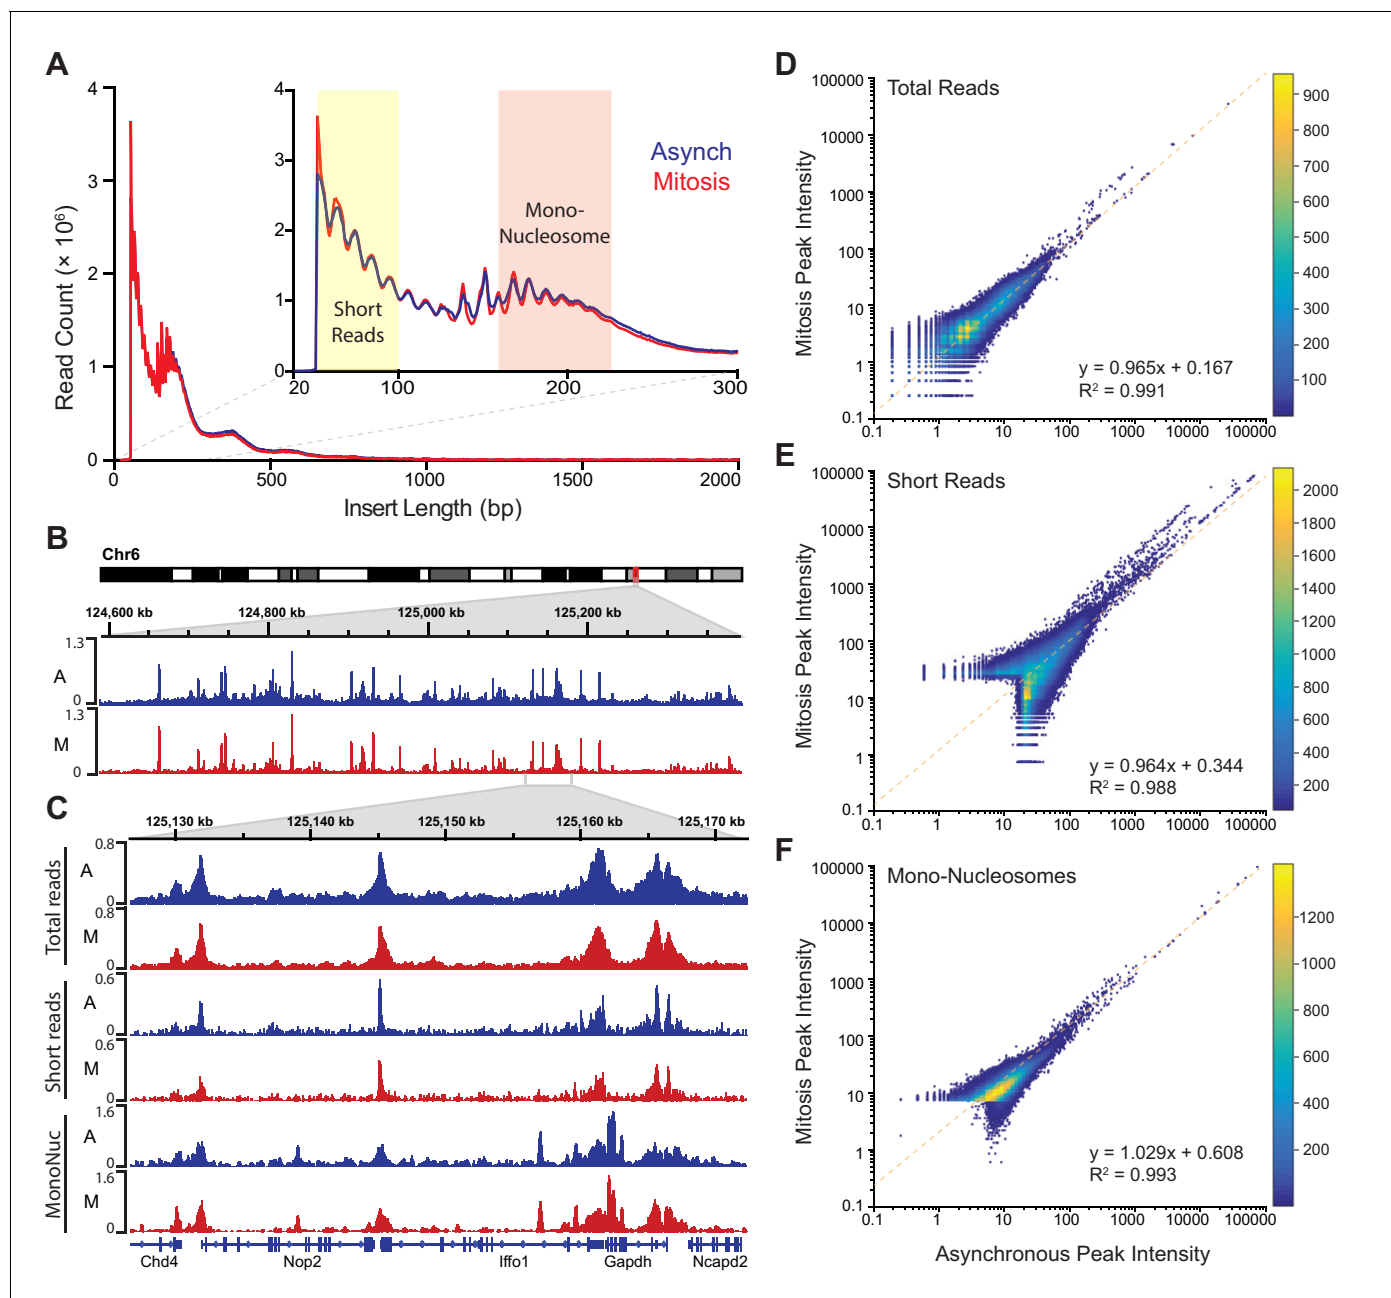 A
4
3
2
1
0
Read Count (× 10⁶)
0
500
1000
1500
2000
Insert Length (bp)
4
3
2
1
0
20
100
200
300
Short
Reads
Mono-
Nucleosome
Asynch
Mitosis
B
Chr6
124,600 kb
124,800 kb
125,000 kb
125,200 kb
1.3
A
0
1.3
M
0
C
125,130 kb
125,140 kb
125,150 kb
125,160 kb
125,170 kb
Total reads
0.8
A
0
0.8
M
0
Short reads
0.6
A
0
0.6
M
0
MonoNuc
1.6
A
0
1.6
M
0
Chd4
Nop2
Iffo1
Gapdh
Ncapd2
D
Total Reads
100000
10000
1000
100
10
1
0.1
Mitosis Peak Intensity
y = 0.965x + 0.167
R² = 0.991
0.1
1
10
100
1000
10000
100000
900
800
700
600
500
400
300
200
100
E
Short Reads
100000
10000
1000
100
10
1
0.1
Mitosis Peak Intensity
y = 0.964x + 0.344
R² = 0.988
0.1
1
10
100
1000
10000
100000
2000
1800
1600
1400
1200
1000
800
600
400
200
F
Mono-Nucleosomes
100000
10000
1000
100
10
1
0.1
Mitosis Peak Intensity
y = 1.029x + 0.608
R² = 0.993
0.1
1
10
100
1000
10000
100000
Asynchronous Peak Intensity
1200
1000
800
600
400
200